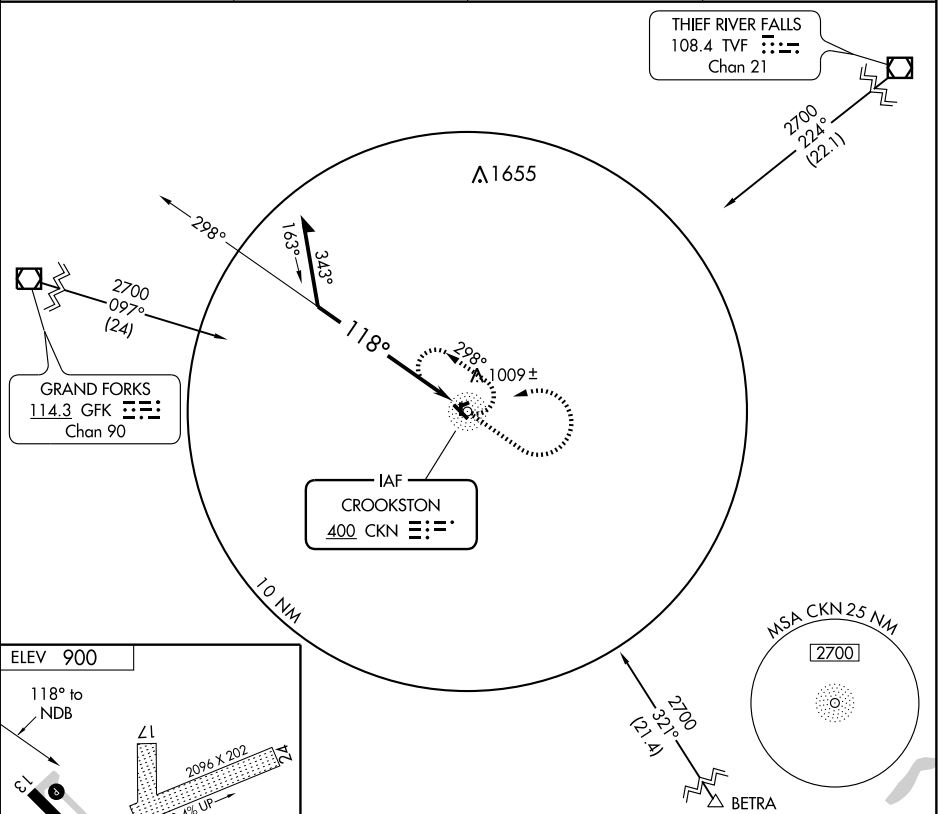 THIEF RIVER FALLS
108.4 TVF
Chan 21
2700
224°
(22.1)
1655
298°
163°
343°
2700
097°
(24)
118°
298°
1009±
GRAND FORKS
114.3 GFK
Chan 90
IAF
CROOKSTON
400 CKN
10 NM
MSA CKN 25 NM
2700
2700
321°
(21.4)
BETRA
ELEV 900
118° to
NDB
17
2096 X 202
24
13
P
% UP